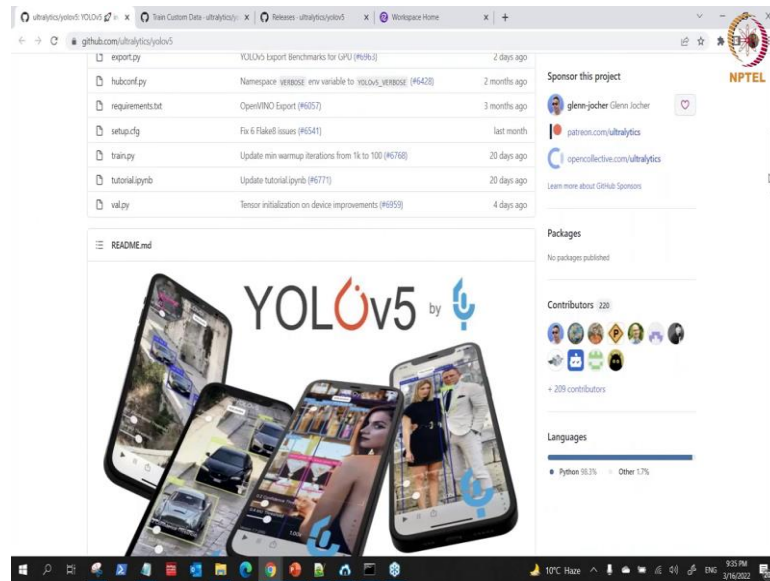 ultralytics/yolov5: YOLOv5 🚀 in
Train Custom Data · ultralytics/yo
Releases · ultralytics/yolov5
Workspace Home
github.com/ultralytics/yolov5
NPTEL
export.py YOLOv5 Export Benchmarks for GPU (#6963) 2 days ago
hubconf.py Namespace VERBOSE env variable to YOLOv5_VERBOSE (#6428) 2 months ago
requirements.txt OpenVINO Export (#6057) 3 months ago
setup.cfg Fix 6 Flake8 issues (#6541) last month
train.py Update min warmup iterations from 1k to 100 (#6768) 20 days ago
tutorial.ipynb Update tutorial.ipynb (#6771) 20 days ago
val.py Tensor initialization on device improvements (#6959) 4 days ago
README.md
YOLOv5 by
Sponsor this project
glenn-jocher Glenn Jocher
patreon.com/ultralytics
opencollective.com/ultralytics
Learn more about GitHub Sponsors
Packages
No packages published
Contributors 220
+ 209 contributors
Languages
Python 98.3% Other 1.7%
10°C Haze
ENG
9:35 PM
3/16/2022